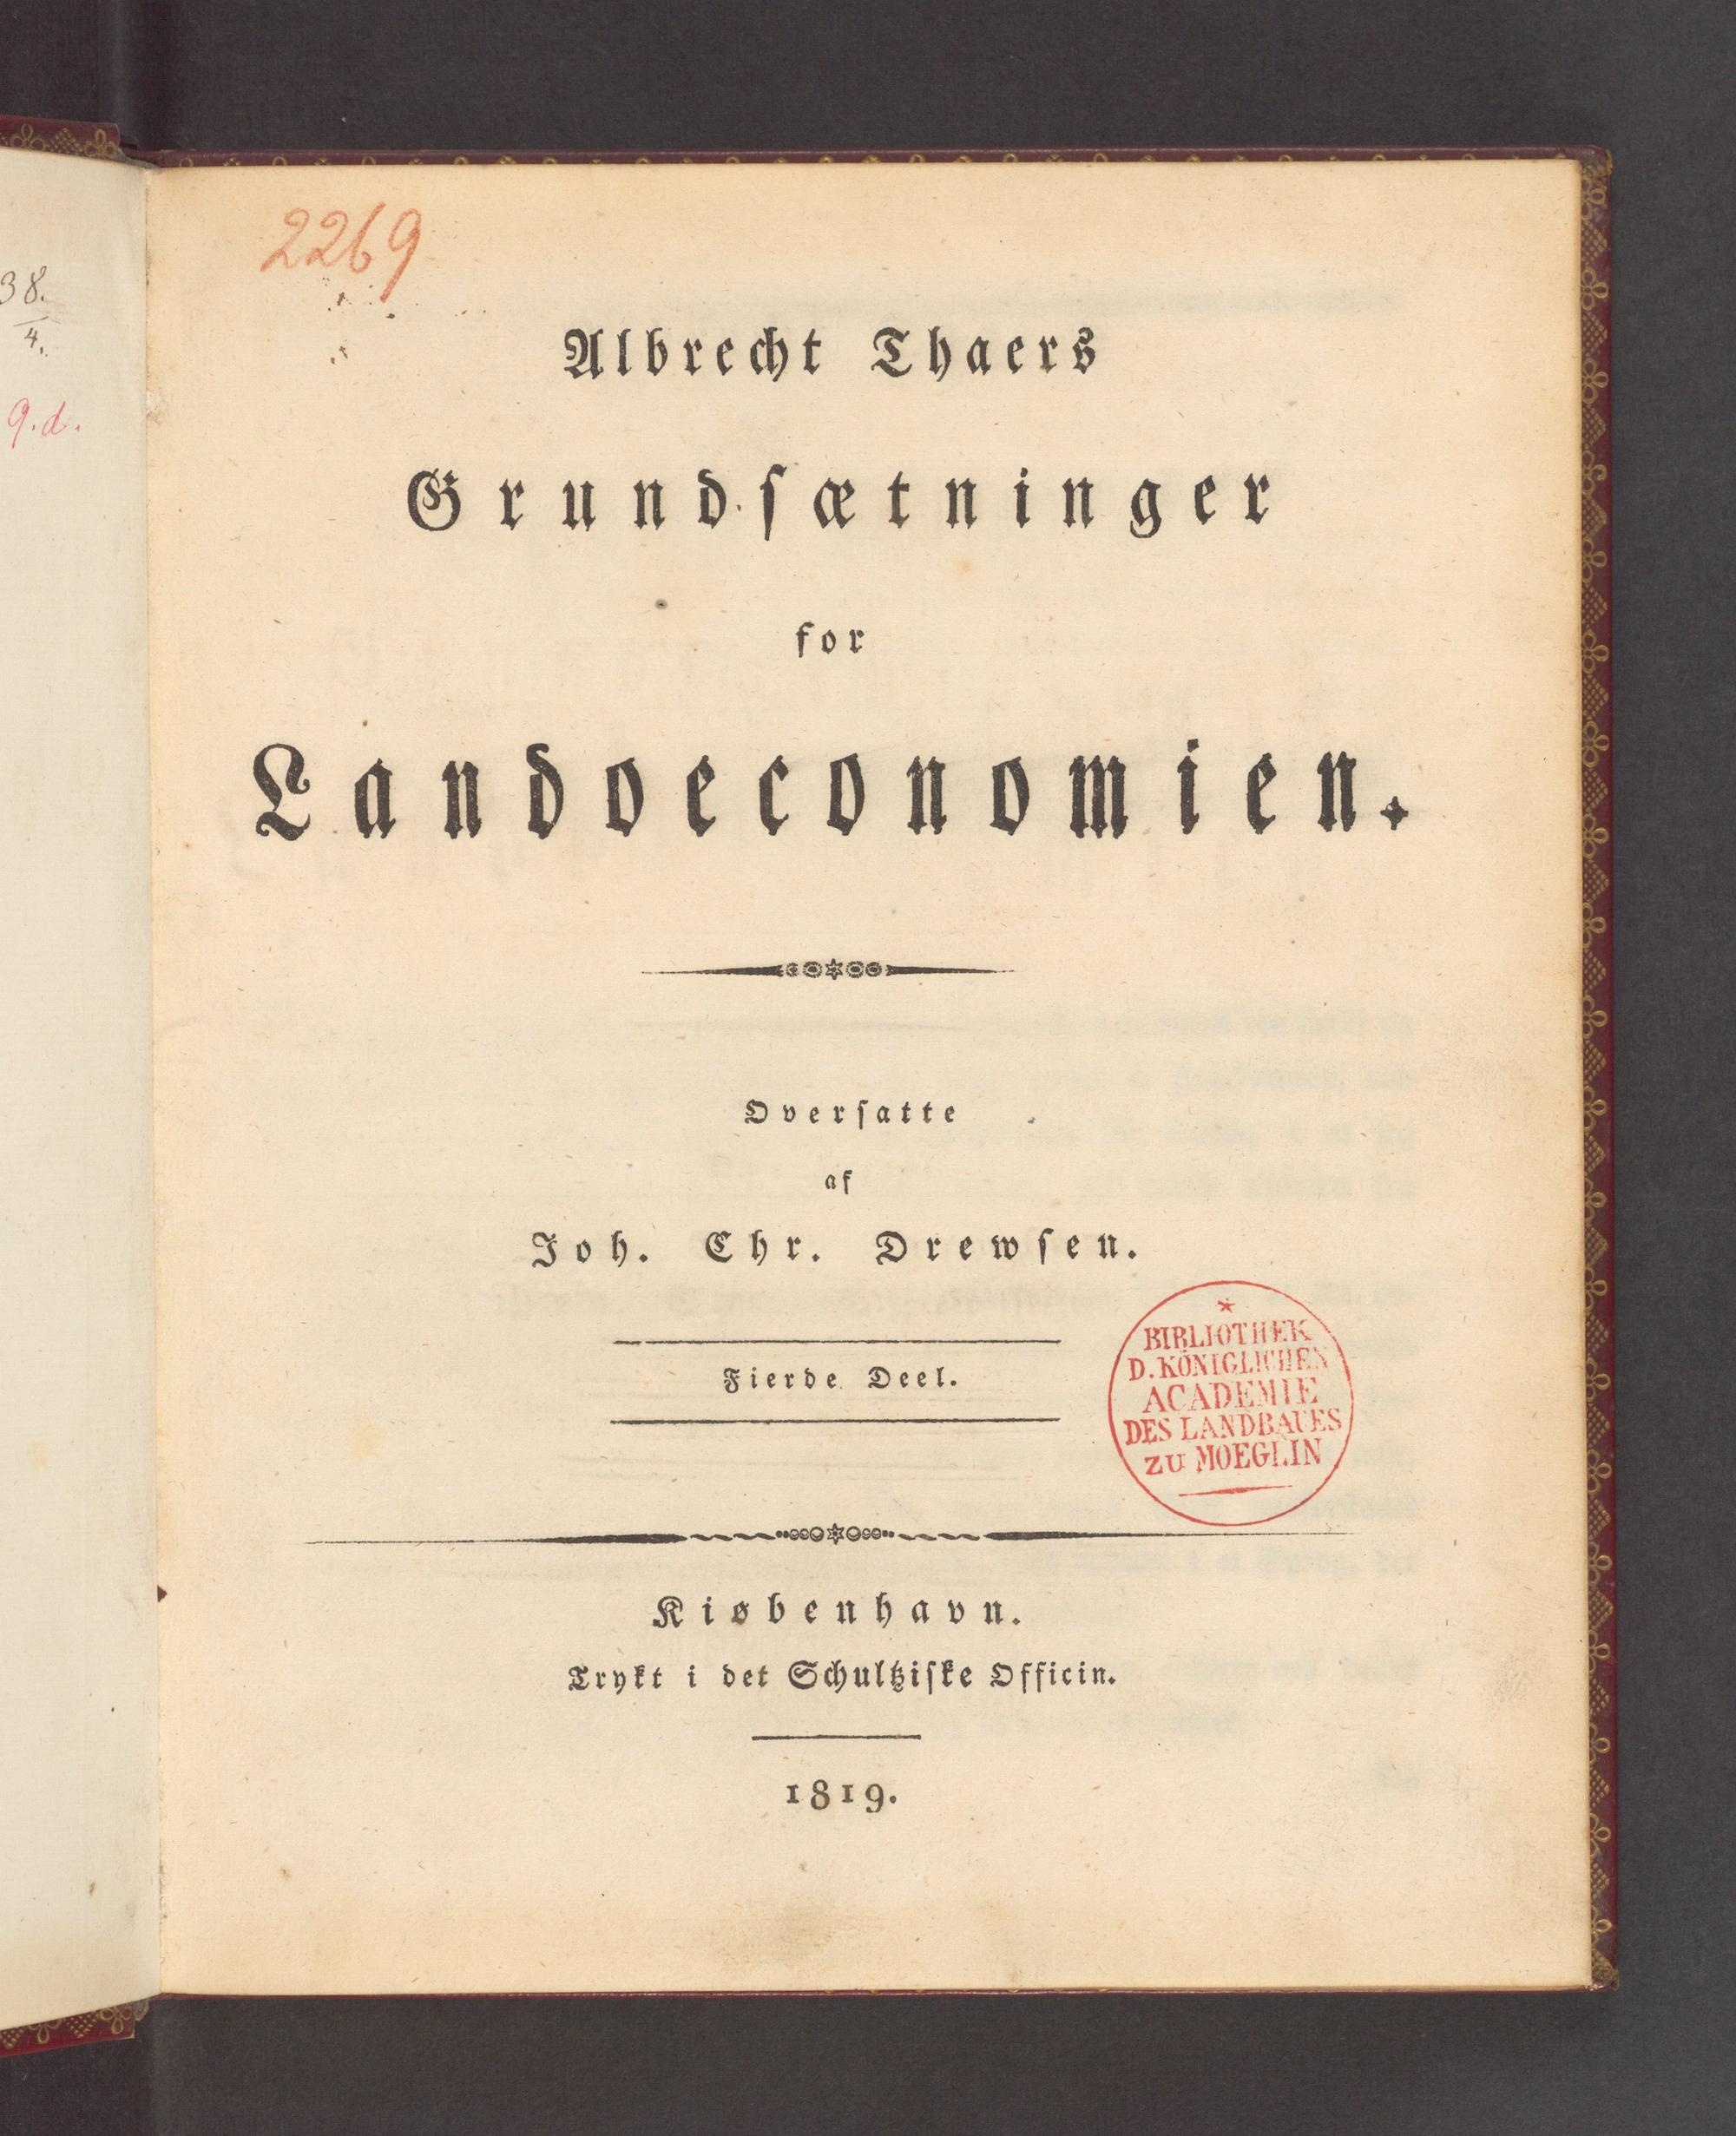 38.
4.
9.d.
2269
Albrecht Thaers
Grundsætninger
for
Landoeconomien.
Oversatte
af
Joh. Chr. Drewsen.
Fierde Deel.
*
BIBLIOTHEK
D. KÖNIGLICHEN
ACADEMIE
DES LANDBAUES
ZU MOEGLIN
Kiøbenhavn.
Trykt i det Schultziske Officin.
1819.